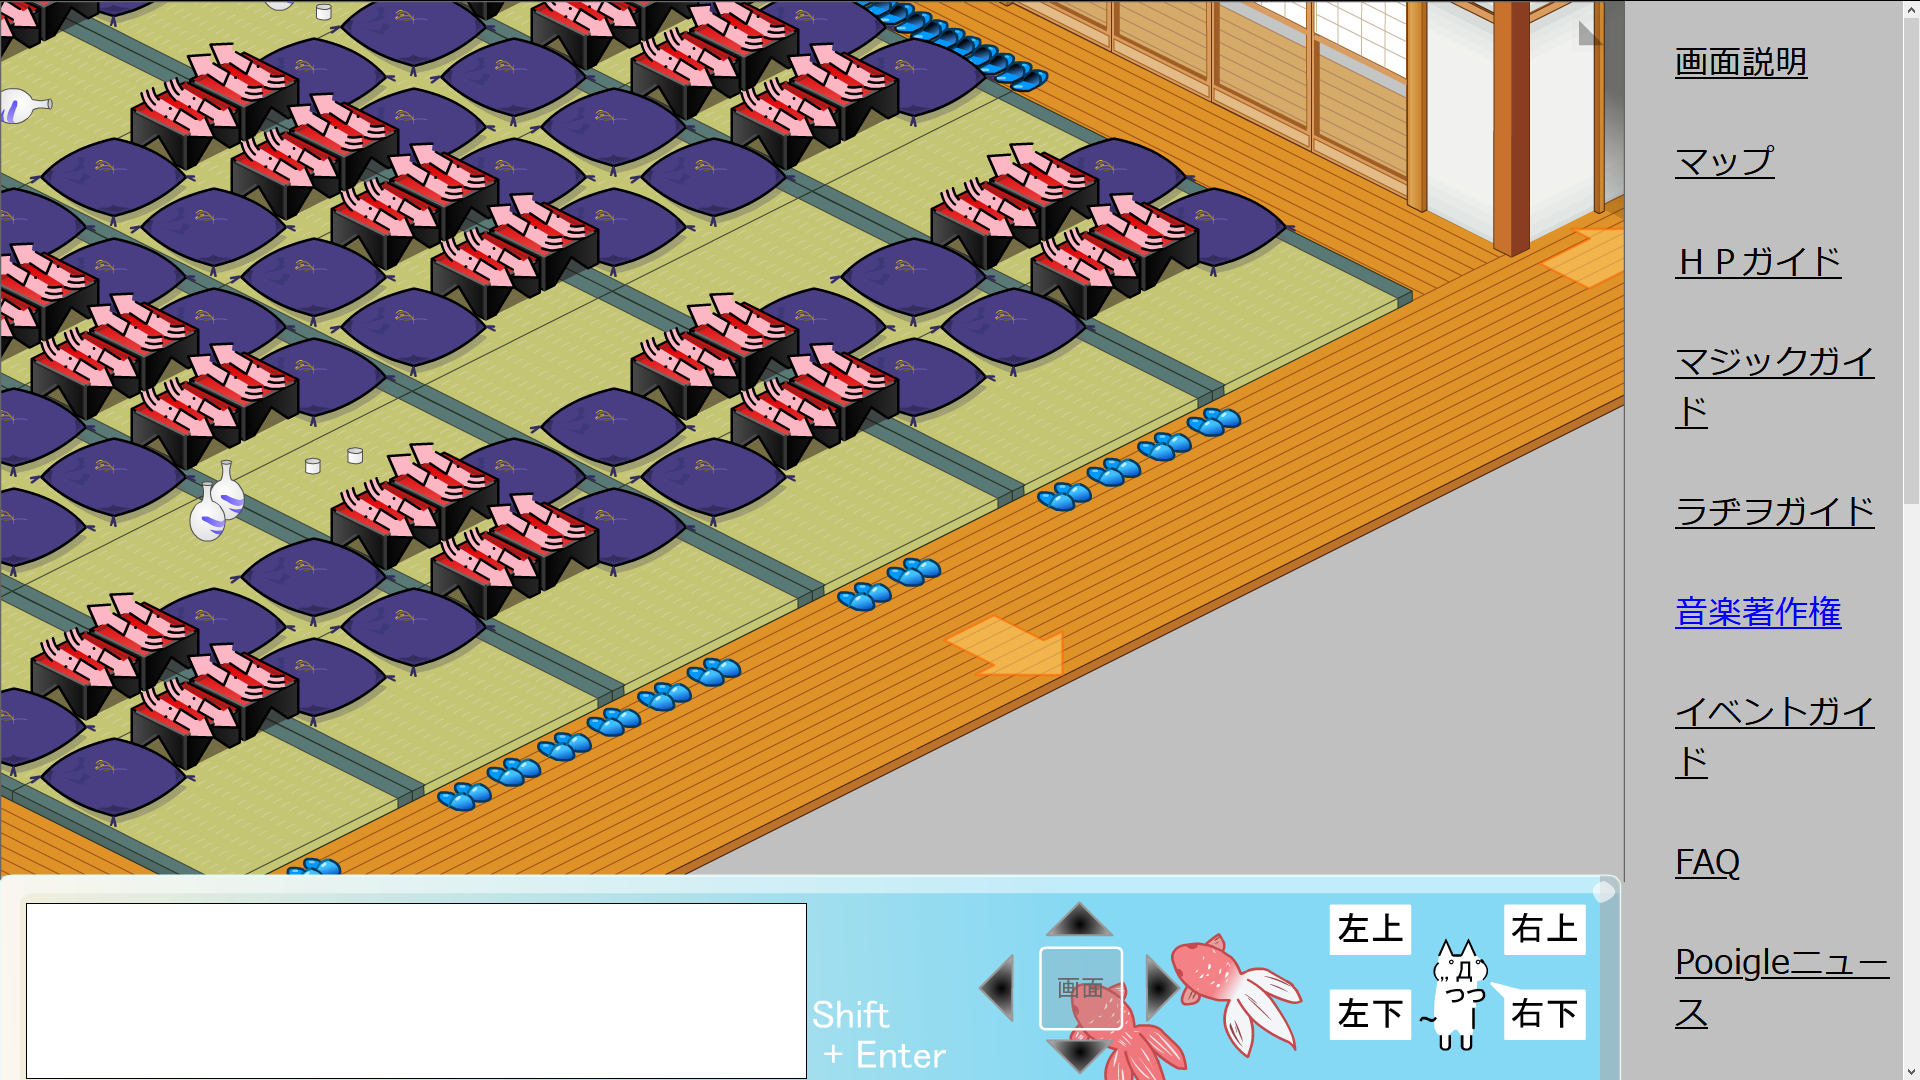 画面説明
マップ
ＨＰガイド
マジックガイ
ド
ラヂヲガイド
音楽著作権
イベントガイ
ド
FAQ
Pooigleニュー
ス
Shift
+ Enter
画面
左上
右上
左下
右下